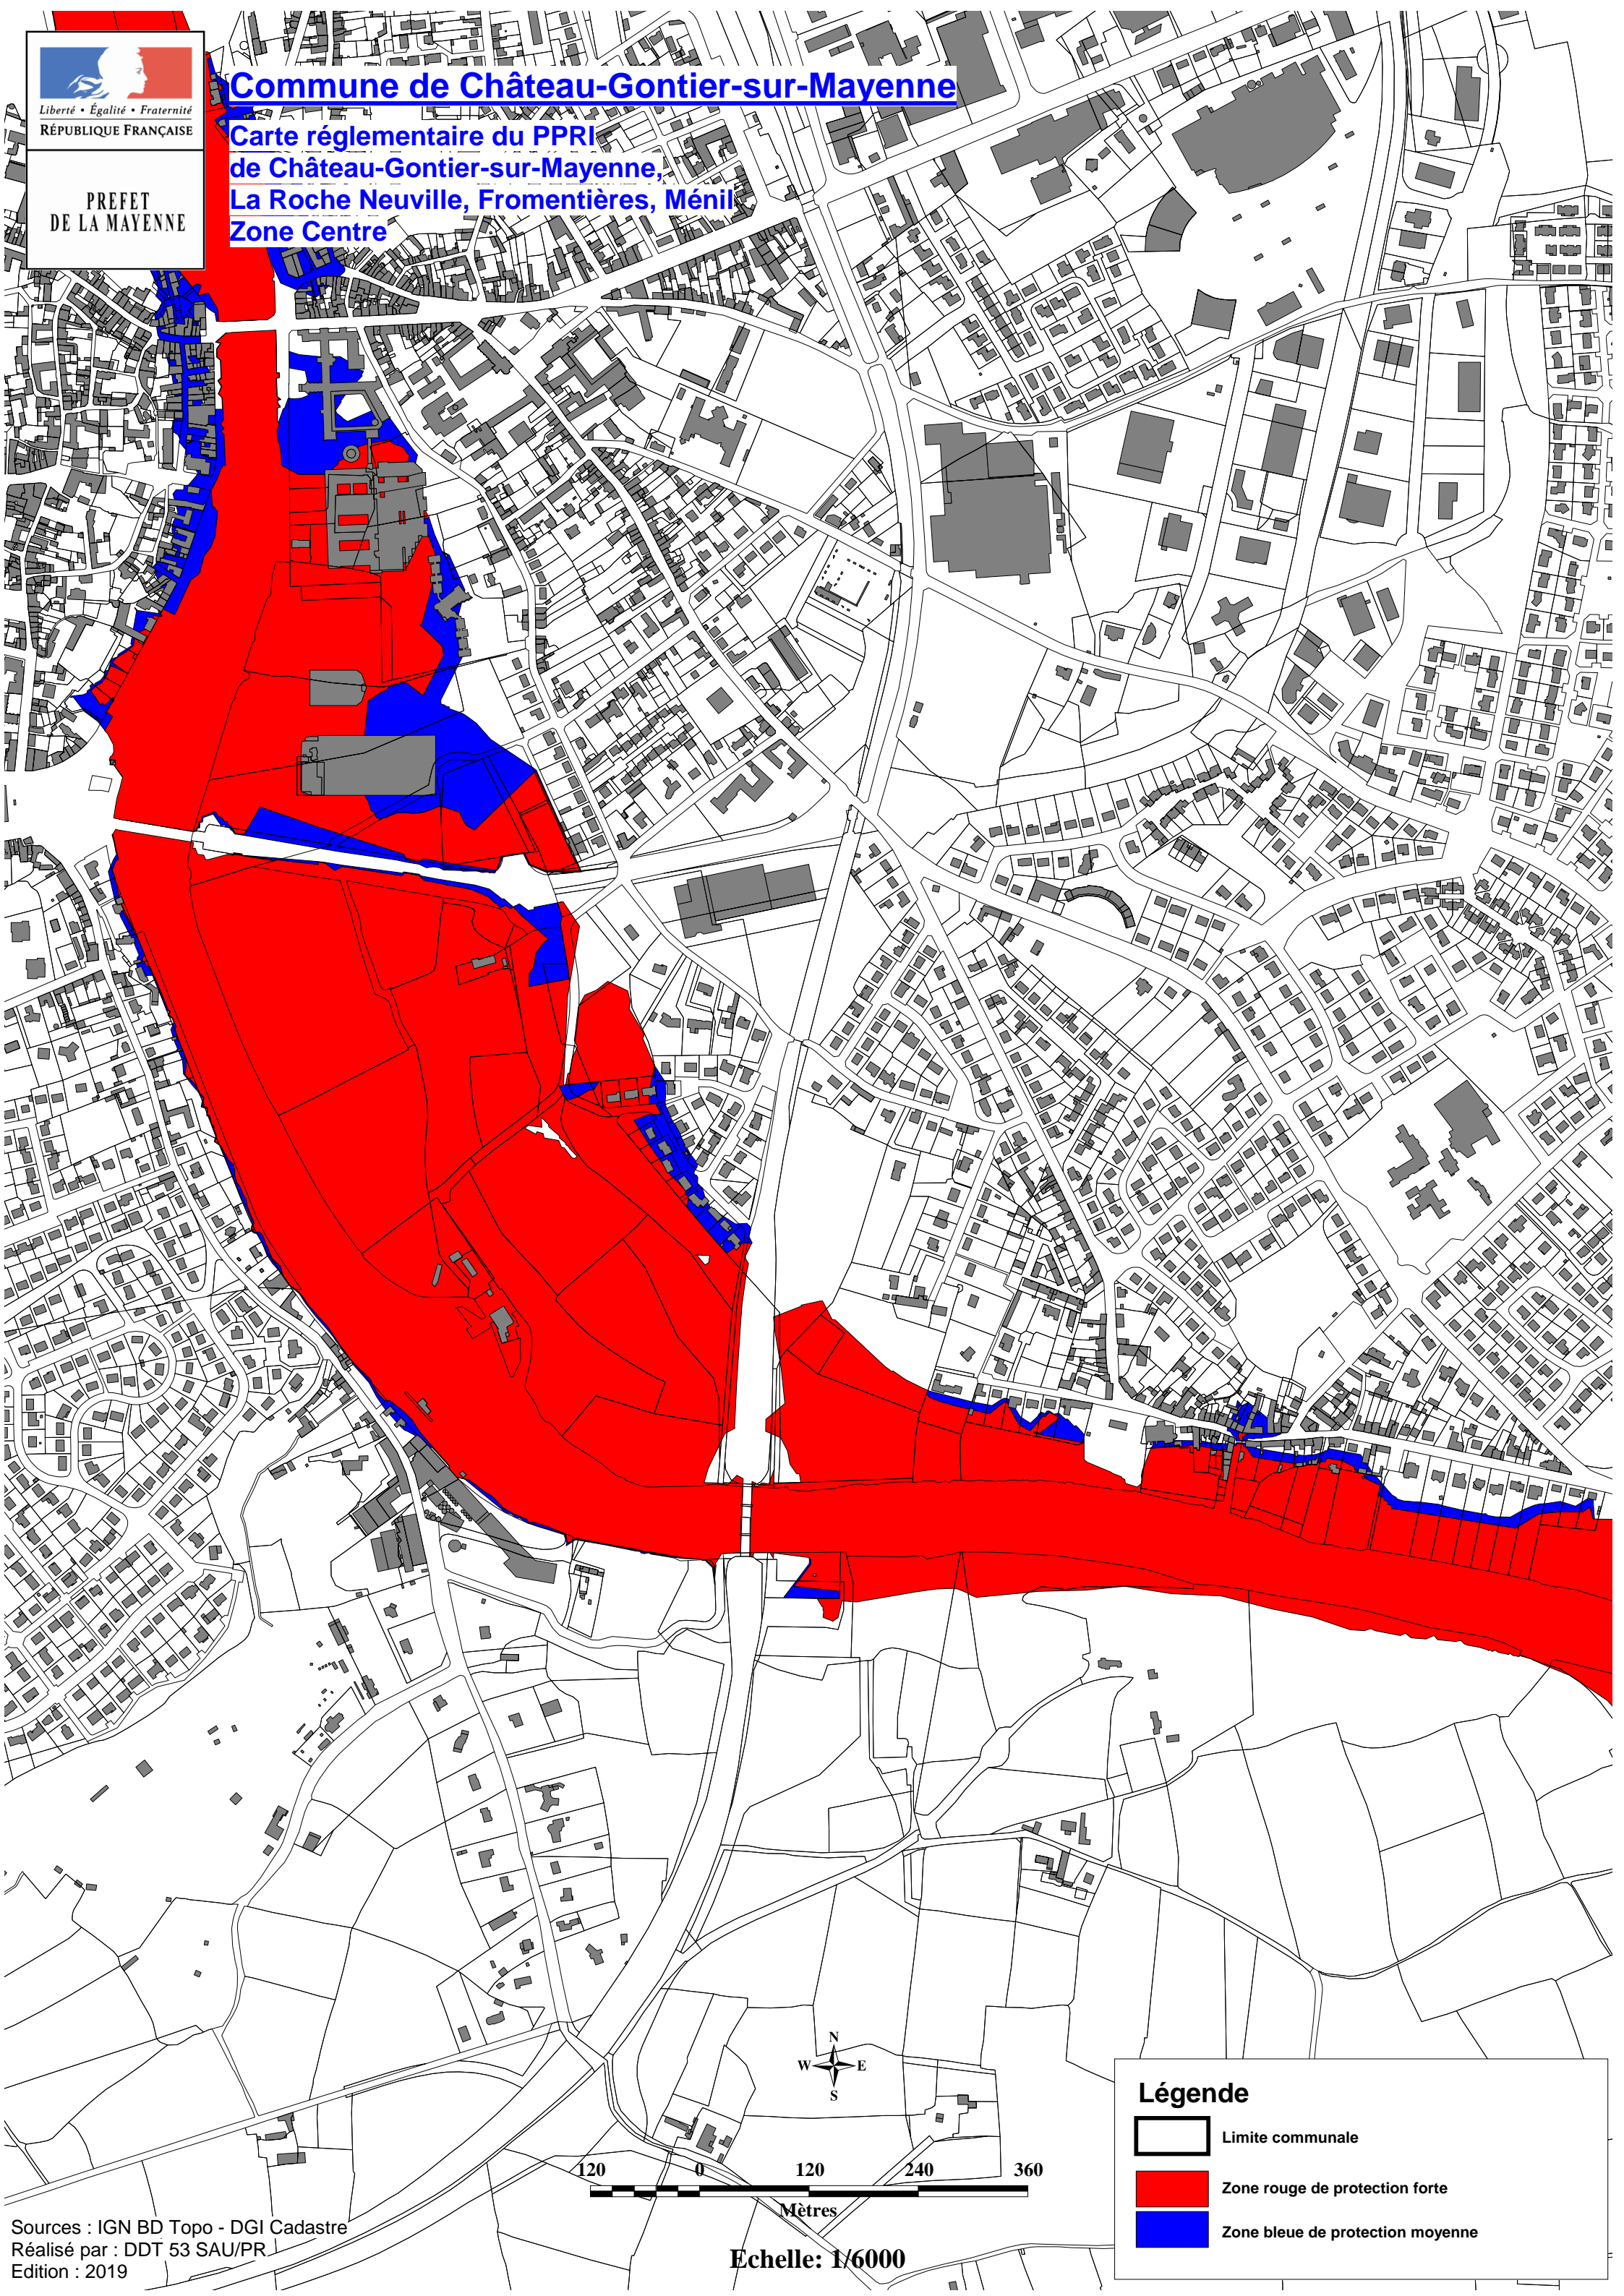 Liberté • Égalité • Fraternité
RÉPUBLIQUE FRANÇAISE
PREFET
DE LA MAYENNE
Commune de Château-Gontier-sur-Mayenne
Carte réglementaire du PPRI
de Château-Gontier-sur-Mayenne,
La Roche Neuville, Fromentières, Ménil
Zone Centre
N
W E
S
120 0 120 240 360
Mètres
Echelle: 1/6000
Légende
Limite communale
Zone rouge de protection forte
Zone bleue de protection moyenne
Sources : IGN BD Topo - DGI Cadastre
Réalisé par : DDT 53 SAU/PR
Edition : 2019